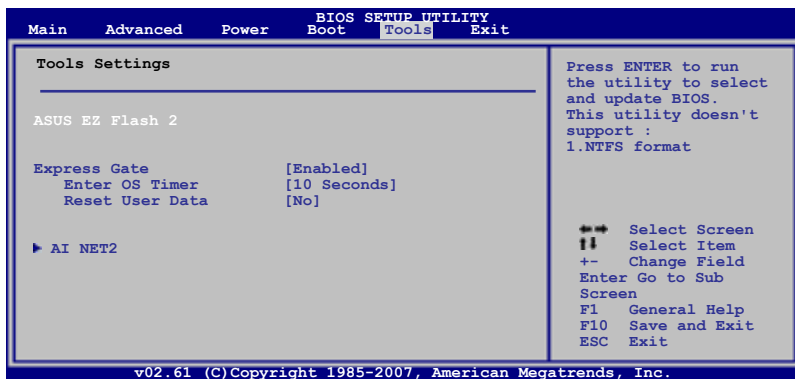 BIOS SETUP UTILITY
Main Advanced Power Boot Tools Exit
Tools Settings
ASUS EZ Flash 2
Express Gate [Enabled]
Enter OS Timer [10 Seconds]
Reset User Data [No]
AI NET2
Press ENTER to run
the utility to select
and update BIOS.
This utility doesn't
support :
1.NTFS format
Select Screen
Select Item
+- Change Field
Enter Go to Sub
Screen
F1 General Help
F10 Save and Exit
ESC Exit
v02.61 (C)Copyright 1985-2007, American Megatrends, Inc.